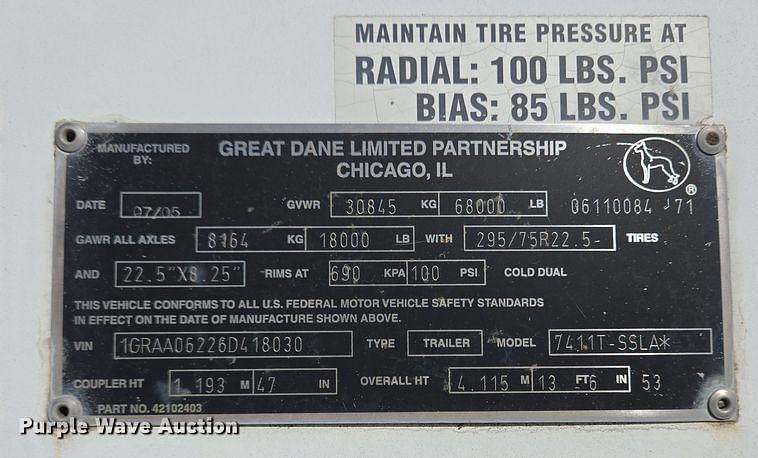 MAINTAIN TIRE PRESSURE AT
RADIAL: 100 LBS. PSI
BIAS: 85 LBS. PSI
MANUFACTURED BY: GREAT DANE LIMITED PARTNERSHIP
CHICAGO, IL
®
DATE 07/05 GVWR 30845 KG 68000 LB 06110084 J71
GAWR ALL AXLES 8164 KG 18000 LB WITH 295/75R22.5- TIRES
AND 22.5"X8.25" RIMS AT 690 KPA 100 PSI COLD DUAL
THIS VEHICLE CONFORMS TO ALL U.S. FEDERAL MOTOR VEHICLE SAFETY STANDARDS
IN EFFECT ON THE DATE OF MANUFACTURE SHOWN ABOVE.
VIN 1GRAA06226D418030 TYPE TRAILER MODEL 7411T-SSLA*
COUPLER HT 1.193 M 47 IN OVERALL HT 4.115 M 13 FT -6 IN 53
PART NO. 42102403
Purple Wave Auction